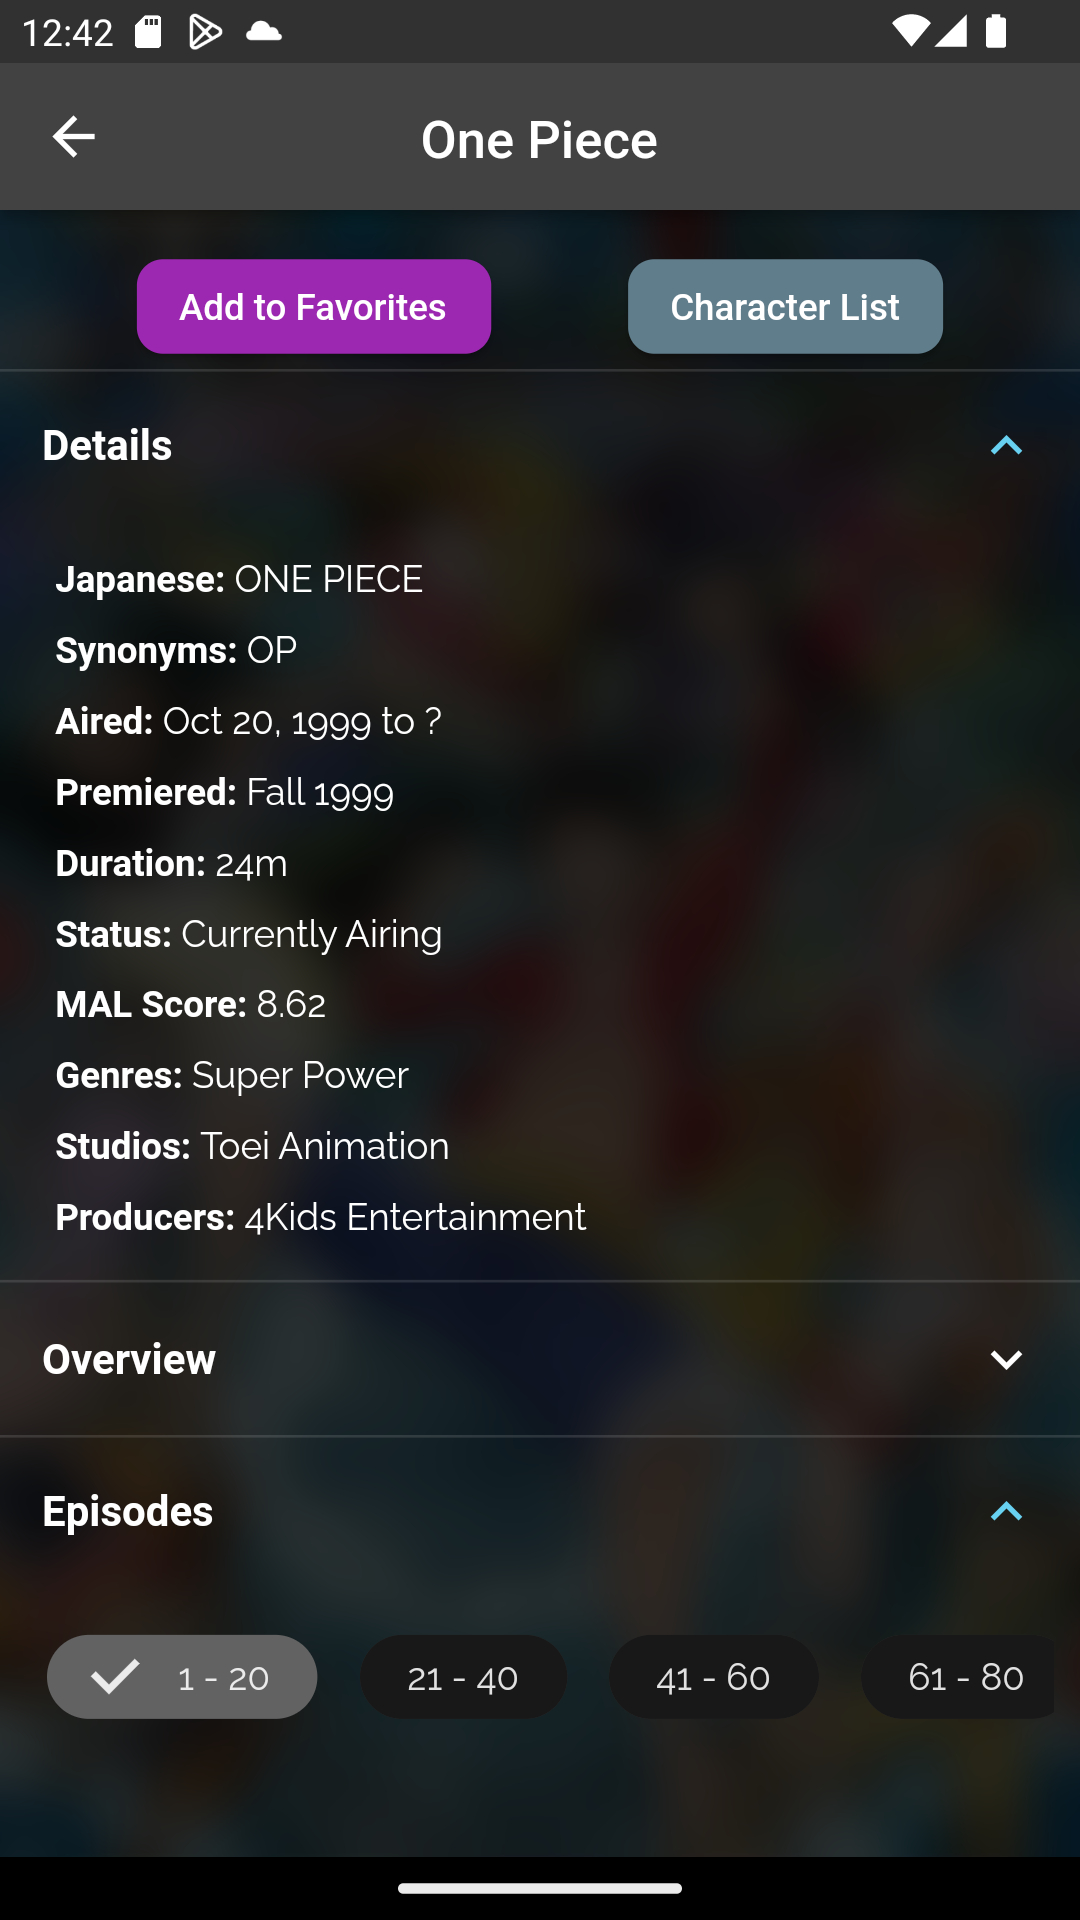 12:42
One Piece
Add to Favorites
Character List
Details
Japanese: ONE PIECE
Synonyms: OP
Aired: Oct 20, 1999 to ?
Premiered: Fall 1999
Duration: 24m
Status: Currently Airing
MAL Score: 8.62
Genres: Super Power
Studios: Toei Animation
Producers: 4Kids Entertainment
Overview
Episodes
1 - 20
21 - 40
41 - 60
61 - 80